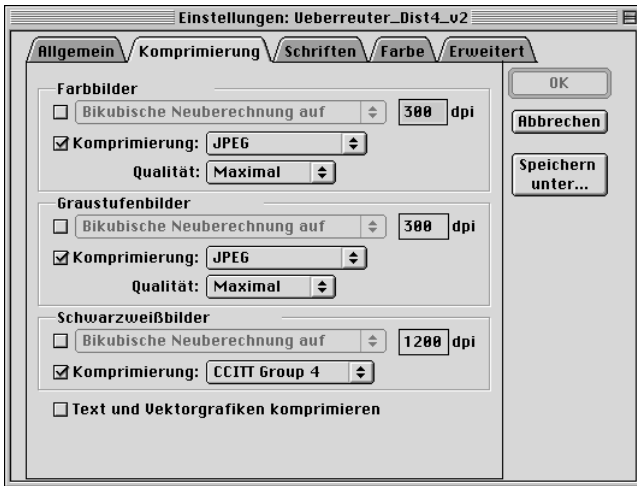 Einstellungen: Ueberreuter_Dist4_v2
Allgemein Komprimierung Schriften Farbe Erweitert
Farbbilder
Bikubische Neuberechnung auf 300 dpi
Komprimierung: JPEG
Qualität: Maximal
Graustufenbilder
Bikubische Neuberechnung auf 300 dpi
Komprimierung: JPEG
Qualität: Maximal
Schwarzweißbilder
Bikubische Neuberechnung auf 1200 dpi
Komprimierung: CCITT Group 4
Text und Vektorgrafiken komprimieren
OK
Abbrechen
Speichern
unter...